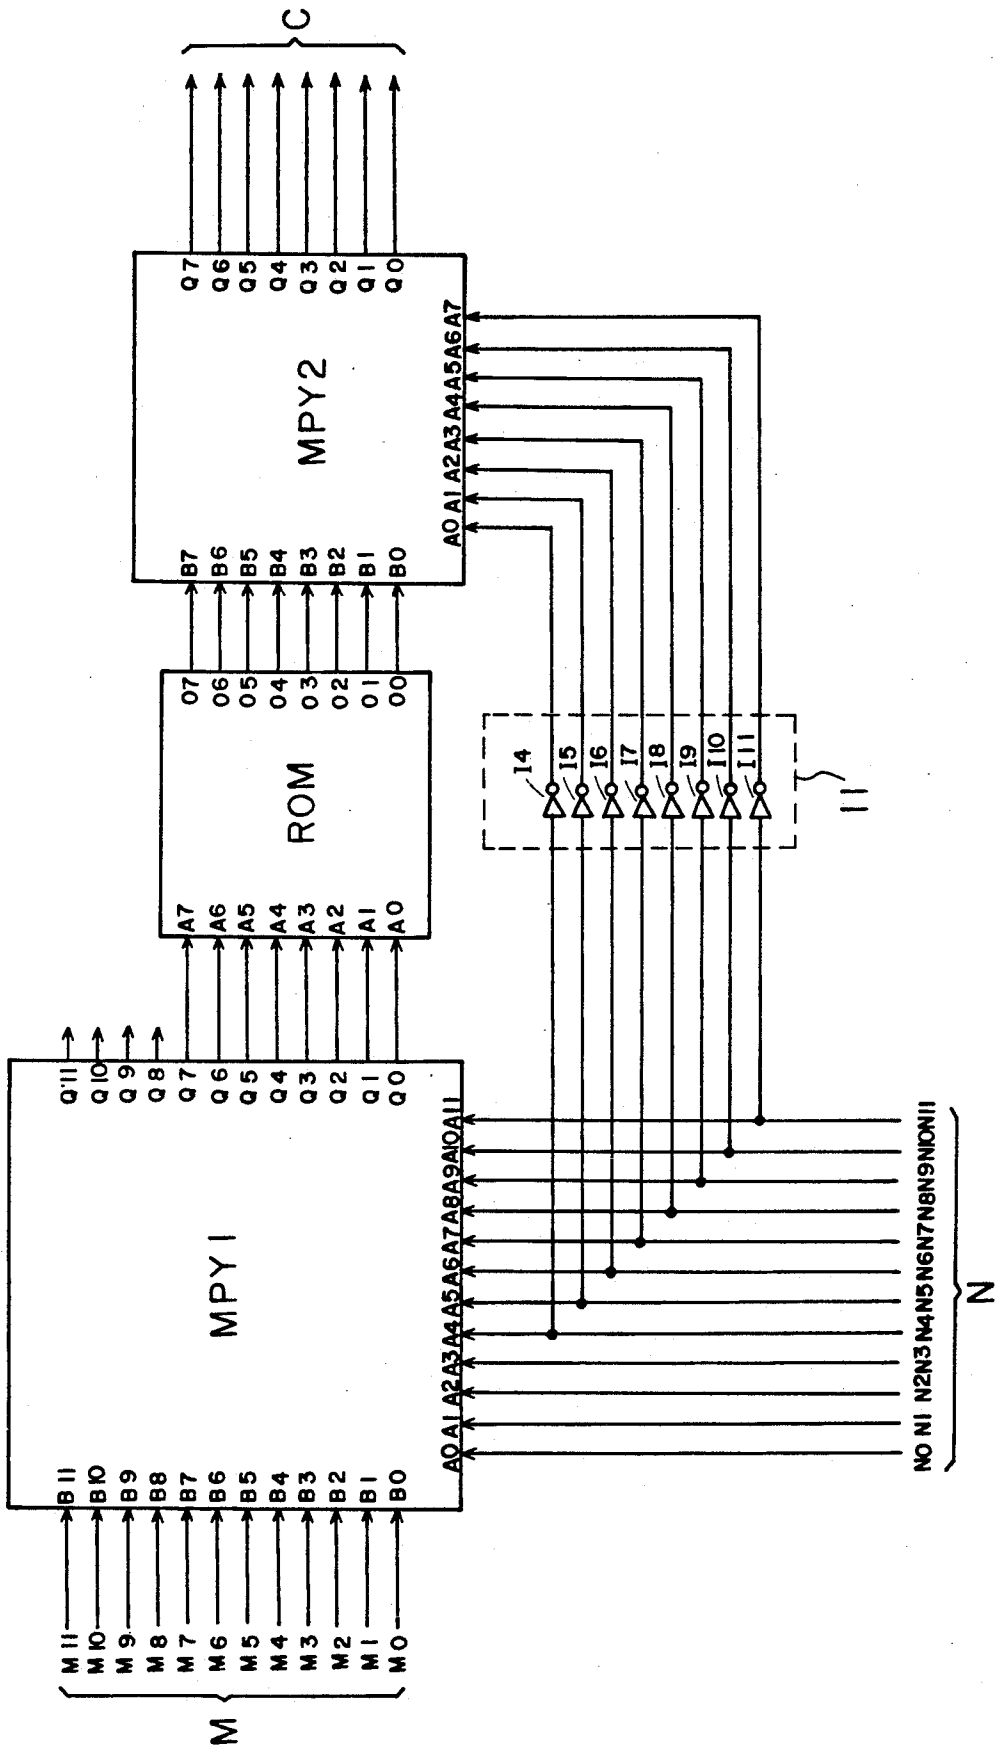 M
M11
M10
M9
M8
M7
M6
M5
M4
M3
M2
M1
M0
B11
B10
B9
B8
B7
B6
B5
B4
B3
B2
B1
B0
MPY1
Q11
Q10
Q9
Q8
Q7
Q6
Q5
Q4
Q3
Q2
Q1
Q0
A0 A1 A2 A3 A4 A5 A6 A7 A8 A9 A10 A11
N0 N1 N2 N3 N4 N5 N6 N7 N8 N9 N10 N11
N
A7
A6
A5
A4
A3
A2
A1
A0
ROM
O7
O6
O5
O4
O3
O2
O1
O0
I4
I5
I6
I7
I8
I9
I10
I11
11
B7
B6
B5
B4
B3
B2
B1
B0
MPY2
A0 A1 A2 A3 A4 A5 A6 A7
Q7
Q6
Q5
Q4
Q3
Q2
Q1
Q0
C